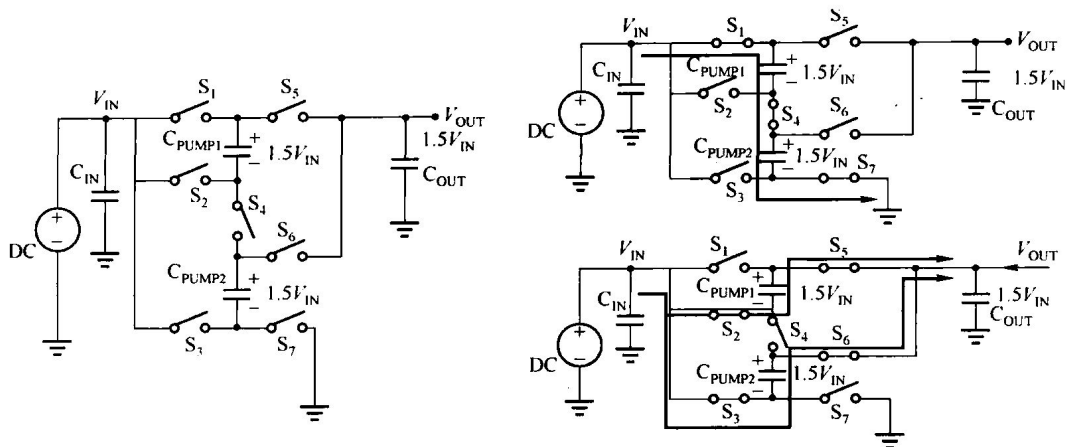 V_IN
S_1
S_5
V_OUT
1.5V_IN
C_PUMP1
+
−
1.5V_IN
C_IN
S_2
S_4
C_OUT
+
−
DC
S_6
C_PUMP2
+
−
1.5V_IN
S_3
S_7
V_IN
S_1
S_5
V_OUT
C_IN
C_PUMP1
+
−
1.5V_IN
1.5V_IN
S_2
S_4
S_6
C_OUT
+
−
DC
C_PUMP2
+
−
1.5V_IN
S_7
S_3
V_IN
S_1
S_5
V_OUT
C_IN
C_PUMP1
+
−
1.5V_IN
1.5V_IN
C_OUT
S_2
S_4
S_6
+
−
DC
C_PUMP2
+
−
1.5V_IN
S_3
S_7